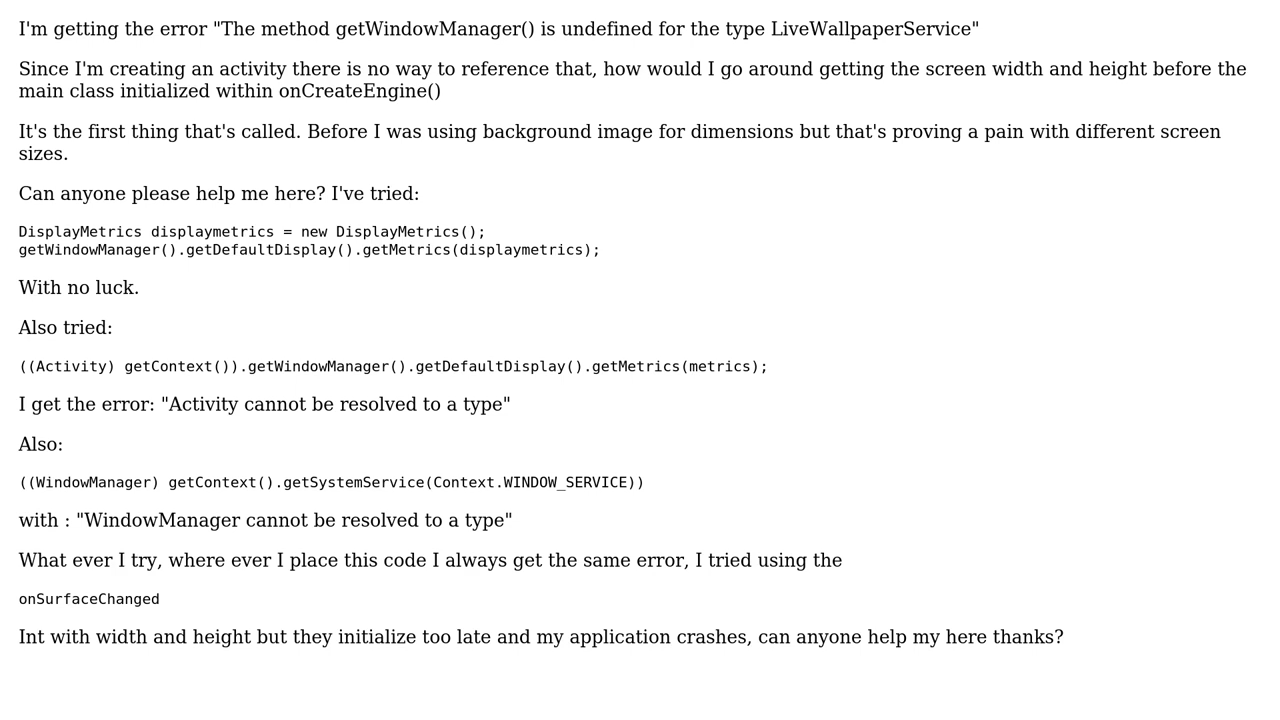 I'm getting the error "The method getWindowManager() is undefined for the type LiveWallpaperService"
Since I'm creating an activity there is no way to reference that, how would I go around getting the screen width and height before the
main class initialized within onCreateEngine()
It's the first thing that's called. Before I was using background image for dimensions but that's proving a pain with different screen
sizes.
Can anyone please help me here? I've tried:
DisplayMetrics displaymetrics = new DisplayMetrics();
getWindowManager().getDefaultDisplay().getMetrics(displaymetrics);
With no luck.
Also tried:
((Activity) getContext()).getWindowManager().getDefaultDisplay().getMetrics(metrics);
I get the error: "Activity cannot be resolved to a type"
Also:
((WindowManager) getContext().getSystemService(Context.WINDOW_SERVICE))
with : "WindowManager cannot be resolved to a type"
What ever I try, where ever I place this code I always get the same error, I tried using the
onSurfaceChanged
Int with width and height but they initialize too late and my application crashes, can anyone help my here thanks?